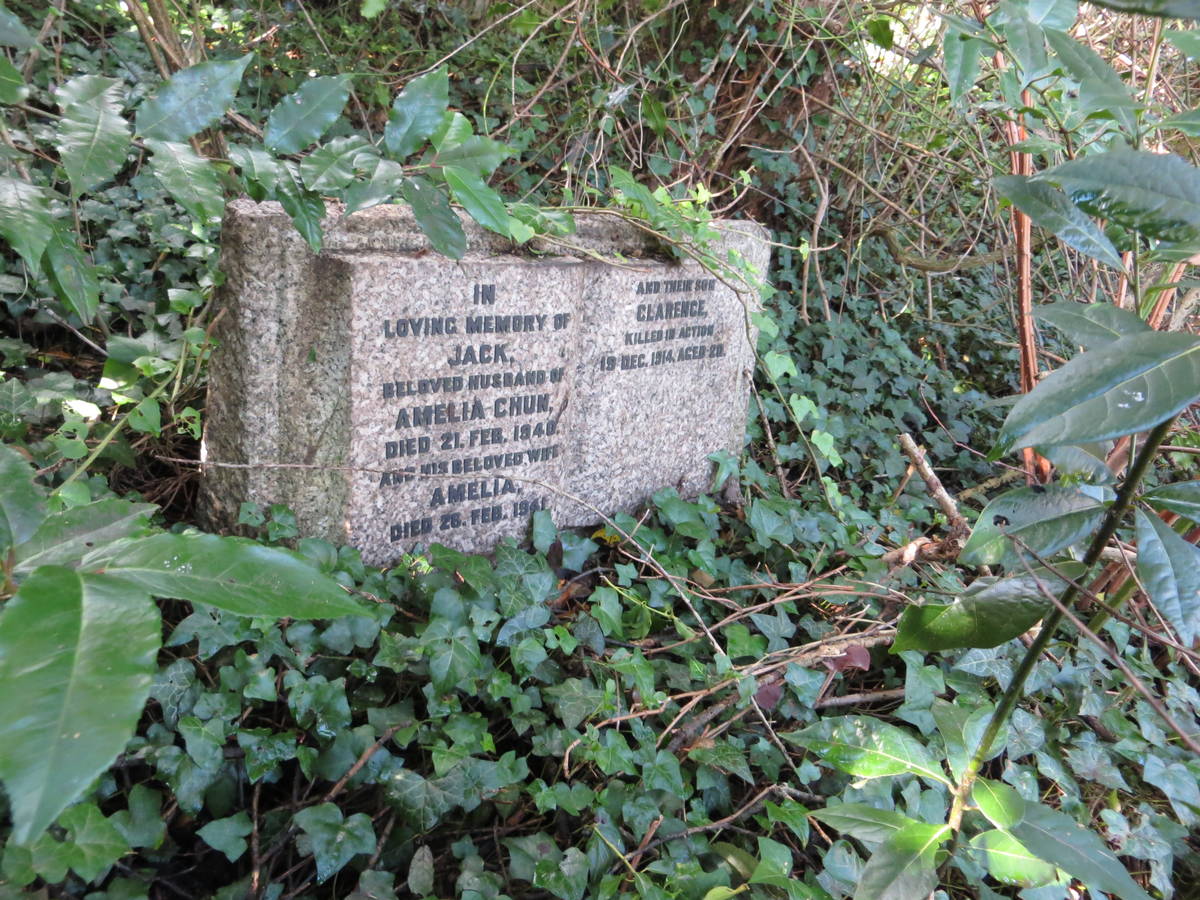 IN
LOVING MEMORY OF
JACK,
BELOVED HUSBAND OF
AMELIA CHUN,
DIED 21. FEB. 1940.
AND HIS BELOVED WIFE
AMELIA,
DIED 26. FEB. 1941.
AND THEIR SON
CLARENCE,
KILLED IN ACTION
19 DEC. 1914, AGED 20.